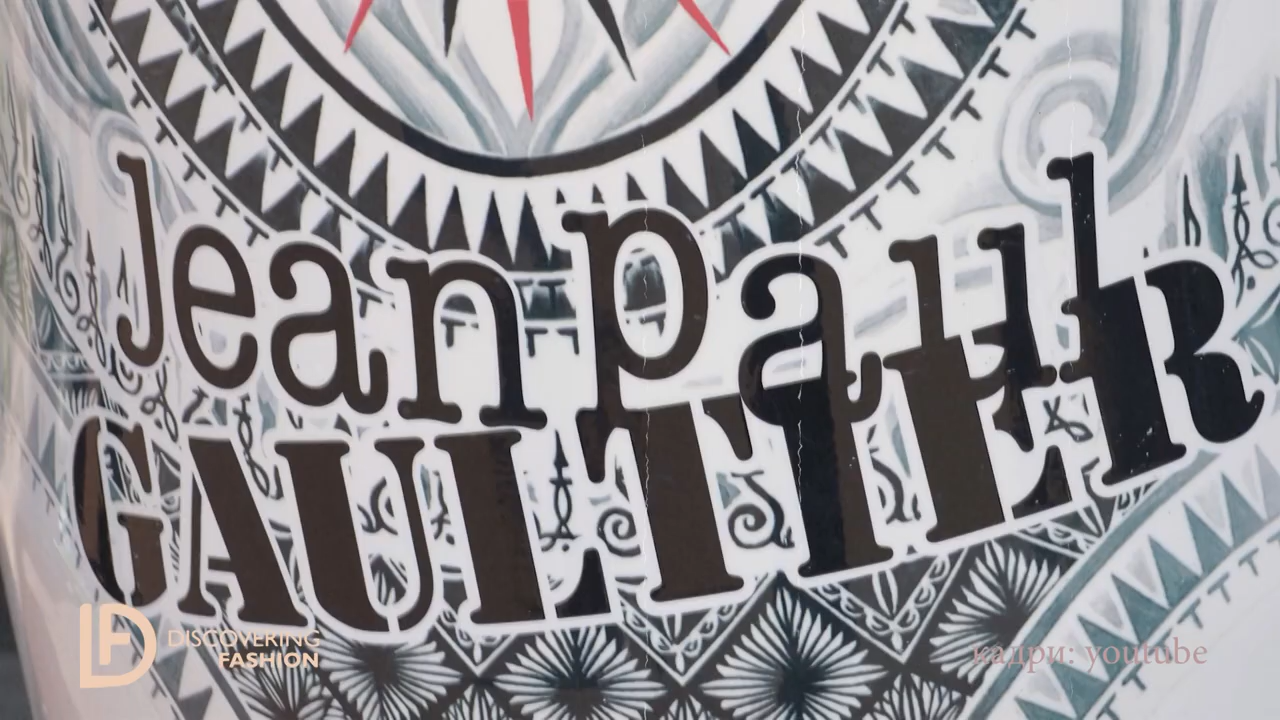 Jean paul
GAULTIER
DISCOVERING
FASHION
кадри: youtube